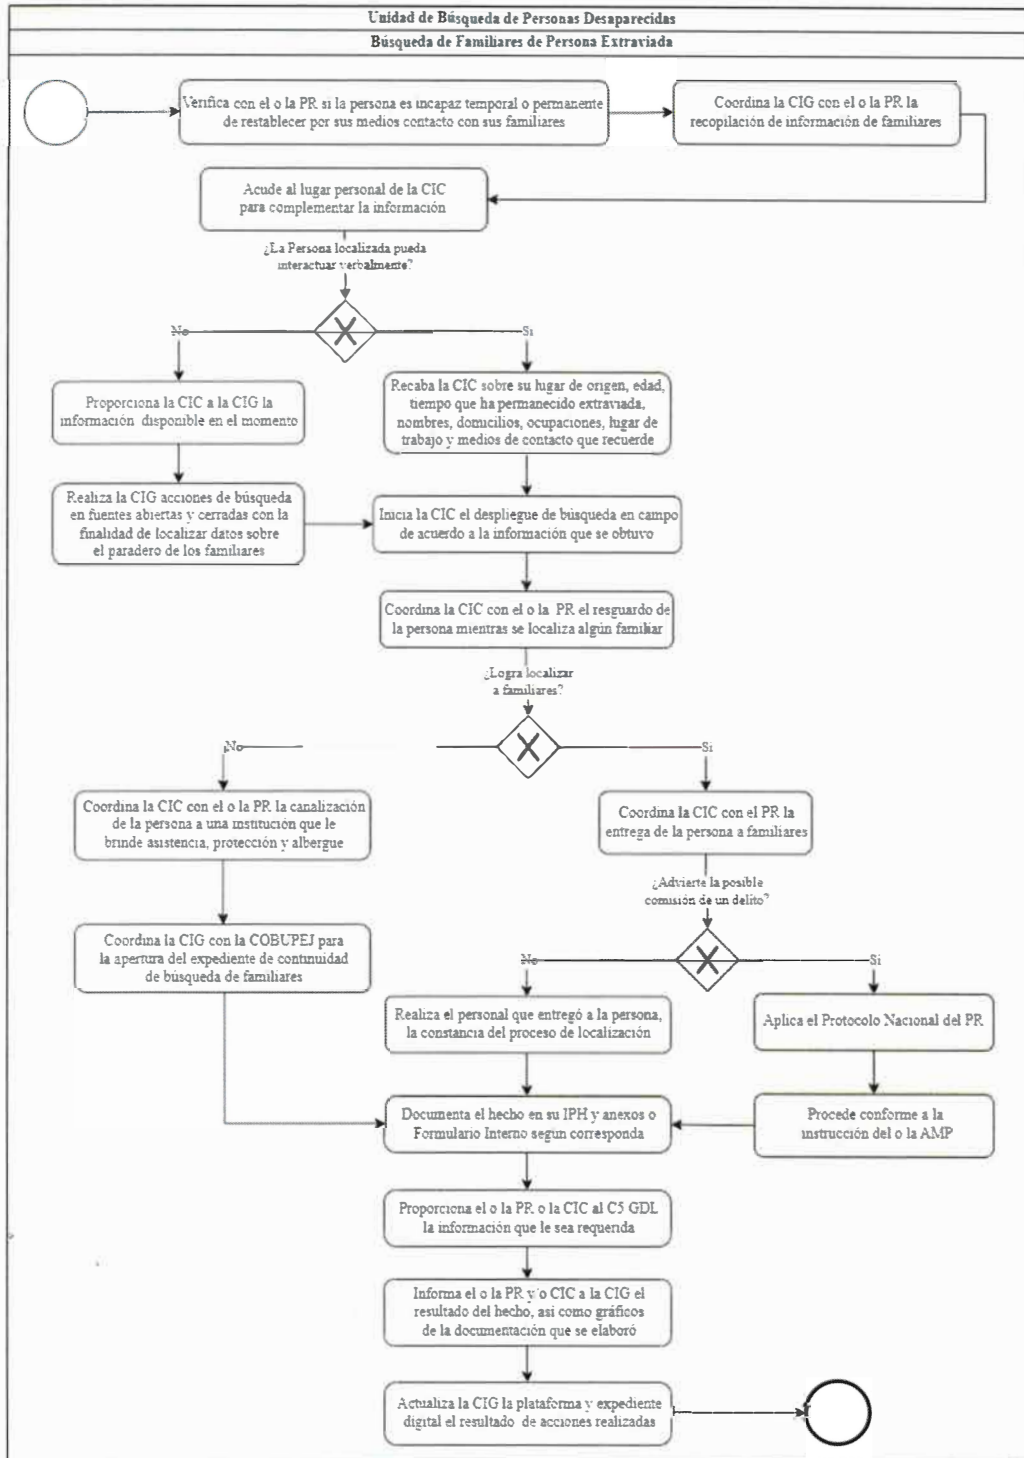 Unidad de Búsqueda de Personas Desaparecidas
Búsqueda de Familiares de Persona Extraviada
Verifica con el o la PR si la persona es incapaz temporal o permanente
de restablecer por sus medios contacto con sus familiares
Coordina la CIG con el o la PR la
recopilación de información de familiares
Acude al lugar personal de la CIC
para complementar la información
¿La Persona localizada pueda
interactuar verbalmente?
No
Si
Proporciona la CIC a la CIG la
información disponible en el momento
Recaba la CIC sobre su lugar de origen, edad,
tiempo que ha permanecido extraviada,
nombres, domicilios, ocupaciones, lugar de
trabajo y medios de contacto que recuerde
Realiza la CIG acciones de búsqueda
en fuentes abiertas y cerradas con la
finalidad de localizar datos sobre
el paradero de los familiares
Inicia la CIC el despliegue de búsqueda en campo
de acuerdo a la información que se obtuvo
Coordina la CIC con el o la PR el resguardo de
la persona mientras se localiza algún familiar
¿Logra localizar
a familiares?
No
Si
Coordina la CIC con el o la PR la canalización
de la persona a una institución que le
brinde asistencia, protección y albergue
Coordina la CIC con el PR la
entrega de la persona a familiares
¿Advierte la posible
comisión de un delito?
Coordina la CIG con la COBUPEJ para
la apertura del expediente de continuidad
de búsqueda de familiares
No
Si
Realiza el personal que entregó a la persona,
la constancia del proceso de localización
Aplica el Protocolo Nacional del PR
Documenta el hecho en su IPH y anexos o
Formulario Interno según corresponda
Procede conforme a la
instrucción del o la AMP
Proporciona el o la PR o la CIC al C5 GDL
la información que le sea requerida
Informa el o la PR y/o CIC a la CIG el
resultado del hecho, así como gráficos
de la documentación que se elaboró
Actualiza la CIG la plataforma y expediente
digital el resultado de acciones realizadas